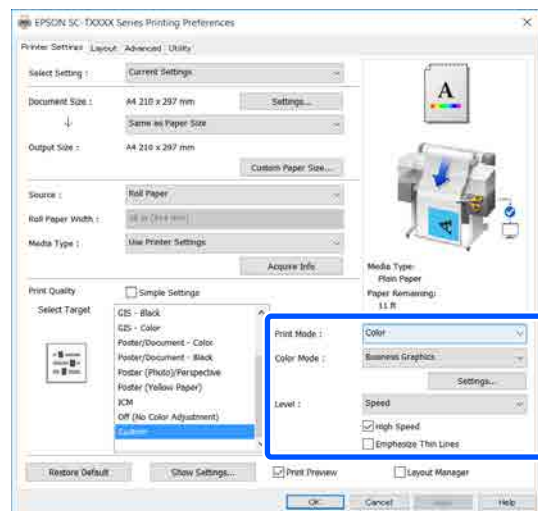 EPSON SC-TXXXX Series Printing Preferences
Printer Settings Layout Advanced Utility
Select Setting : Current Settings
Document Size : A4 210 x 297 mm Settings...
Same as Paper Size
Output Size : A4 210 x 297 mm
Custom Paper Size...
Source : Roll Paper
Roll Paper Width :
Media Type : Use Printer Settings
Acquire Info
A
Media Type:
Plain Paper
Paper Remaining:
11 ft
Print Quality Simple Settings
Select Target
GIS - Black
GIS - Color
Poster/Document - Color
Poster/Document - Black
Poster (Photo)/Perspective
Poster (Yellow Paper)
ICM
Off (No Color Adjustment)
Custom
Print Mode : Color
Color Mode : Business Graphics
Settings...
Level : Speed
High Speed
Emphasize Thin Lines
Restore Default Show Settings... Print Preview Layout Manager
OK Cancel Help